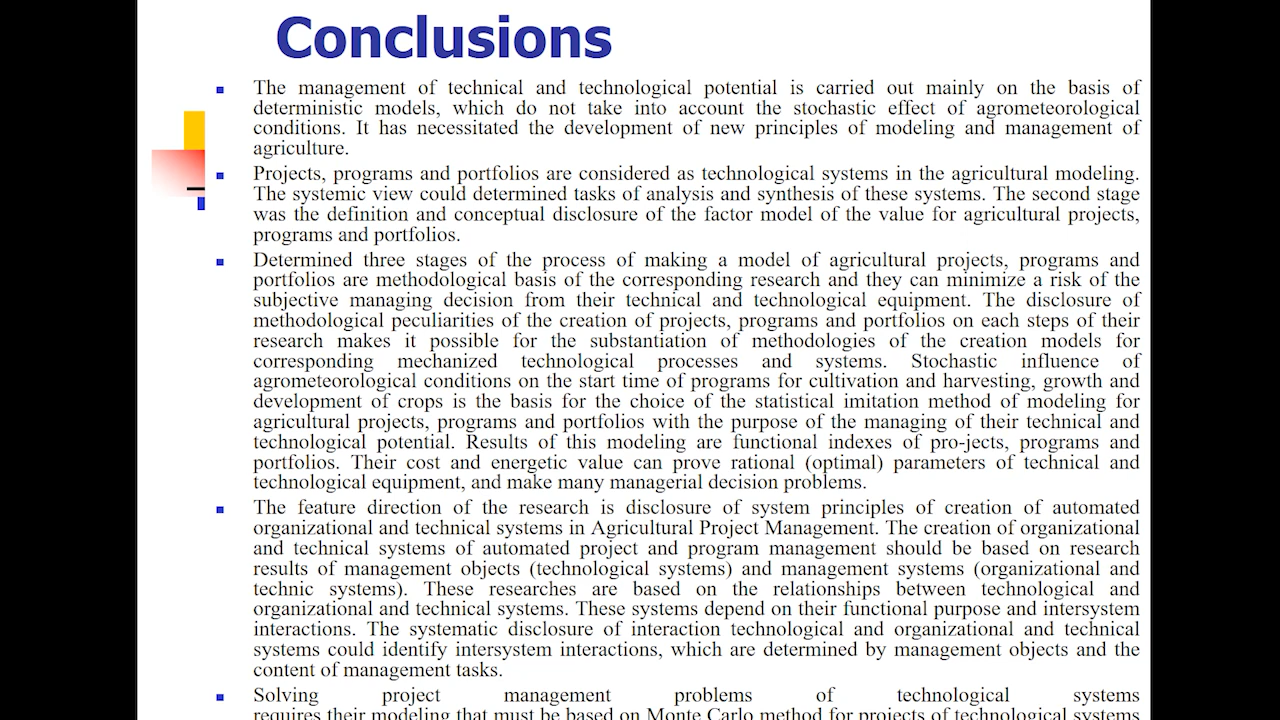 Conclusions
The management of technical and technological potential is carried out mainly on the basis of
deterministic models, which do not take into account the stochastic effect of agrometeorological
conditions. It has necessitated the development of new principles of modeling and management of
agriculture.
Projects, programs and portfolios are considered as technological systems in the agricultural modeling.
The systemic view could determined tasks of analysis and synthesis of these systems. The second stage
was the definition and conceptual disclosure of the factor model of the value for agricultural projects,
programs and portfolios.
Determined three stages of the process of making a model of agricultural projects, programs and
portfolios are methodological basis of the corresponding research and they can minimize a risk of the
subjective managing decision from their technical and technological equipment. The disclosure of
methodological peculiarities of the creation of projects, programs and portfolios on each steps of their
research makes it possible for the substantiation of methodologies of the creation models for
corresponding mechanized technological processes and systems. Stochastic influence of
agrometeorological conditions on the start time of programs for cultivation and harvesting, growth and
development of crops is the basis for the choice of the statistical imitation method of modeling for
agricultural projects, programs and portfolios with the purpose of the managing of their technical and
technological potential. Results of this modeling are functional indexes of pro-jects, programs and
portfolios. Their cost and energetic value can prove rational (optimal) parameters of technical and
technological equipment, and make many managerial decision problems.
The feature direction of the research is disclosure of system principles of creation of automated
organizational and technical systems in Agricultural Project Management. The creation of organizational
and technical systems of automated project and program management should be based on research
results of management objects (technological systems) and management systems (organizational and
technic systems). These researches are based on the relationships between technological and
organizational and technical systems. These systems depend on their functional purpose and intersystem
interactions. The systematic disclosure of interaction technological and organizational and technical
systems could identify intersystem interactions, which are determined by management objects and the
content of management tasks.
Solving project management problems of technological systems
requires their modeling that must be based on Monte Carlo method for projects of technological systems